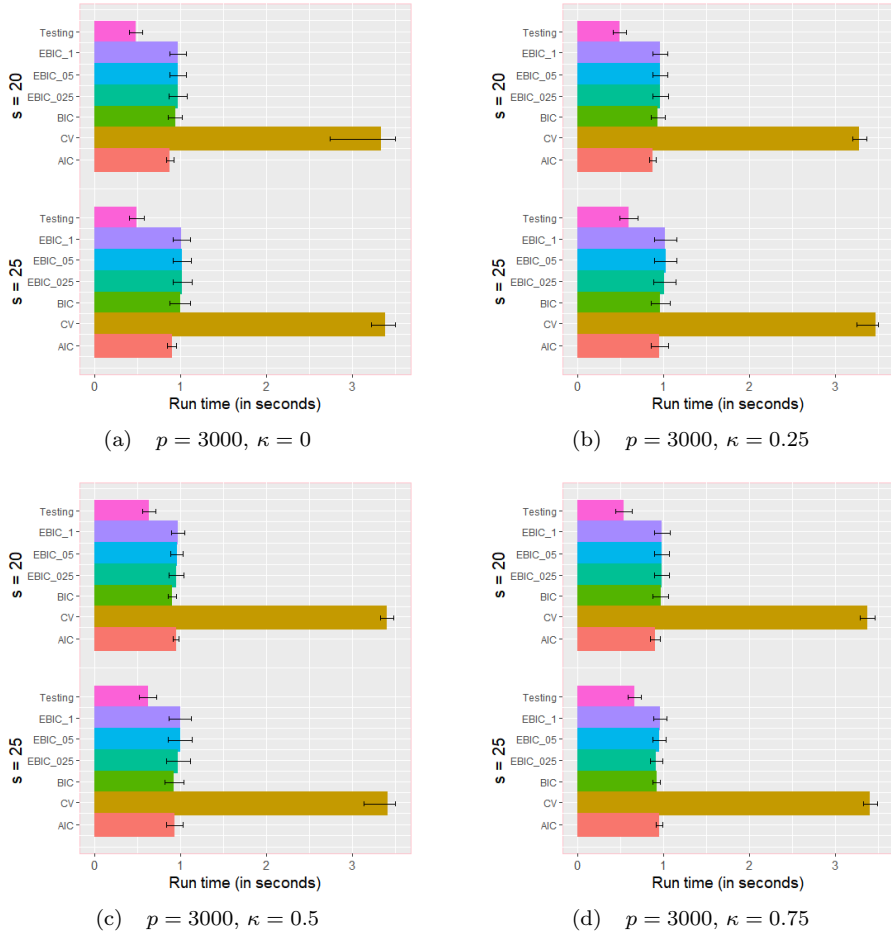 s = 20
Testing
EBIC_1
EBIC_05
EBIC_025
BIC
CV
AIC
s = 25
Testing
EBIC_1
EBIC_05
EBIC_025
BIC
CV
AIC
0 1 2 3
Run time (in seconds)
(a) p = 3000, κ = 0
s = 20
Testing
EBIC_1
EBIC_05
EBIC_025
BIC
CV
AIC
s = 25
Testing
EBIC_1
EBIC_05
EBIC_025
BIC
CV
AIC
0 1 2 3
Run time (in seconds)
(b) p = 3000, κ = 0.25
s = 20
Testing
EBIC_1
EBIC_05
EBIC_025
BIC
CV
AIC
s = 25
Testing
EBIC_1
EBIC_05
EBIC_025
BIC
CV
AIC
0 1 2 3
Run time (in seconds)
(c) p = 3000, κ = 0.5
s = 20
Testing
EBIC_1
EBIC_05
EBIC_025
BIC
CV
AIC
s = 25
Testing
EBIC_1
EBIC_05
EBIC_025
BIC
CV
AIC
0 1 2 3
Run time (in seconds)
(d) p = 3000, κ = 0.75